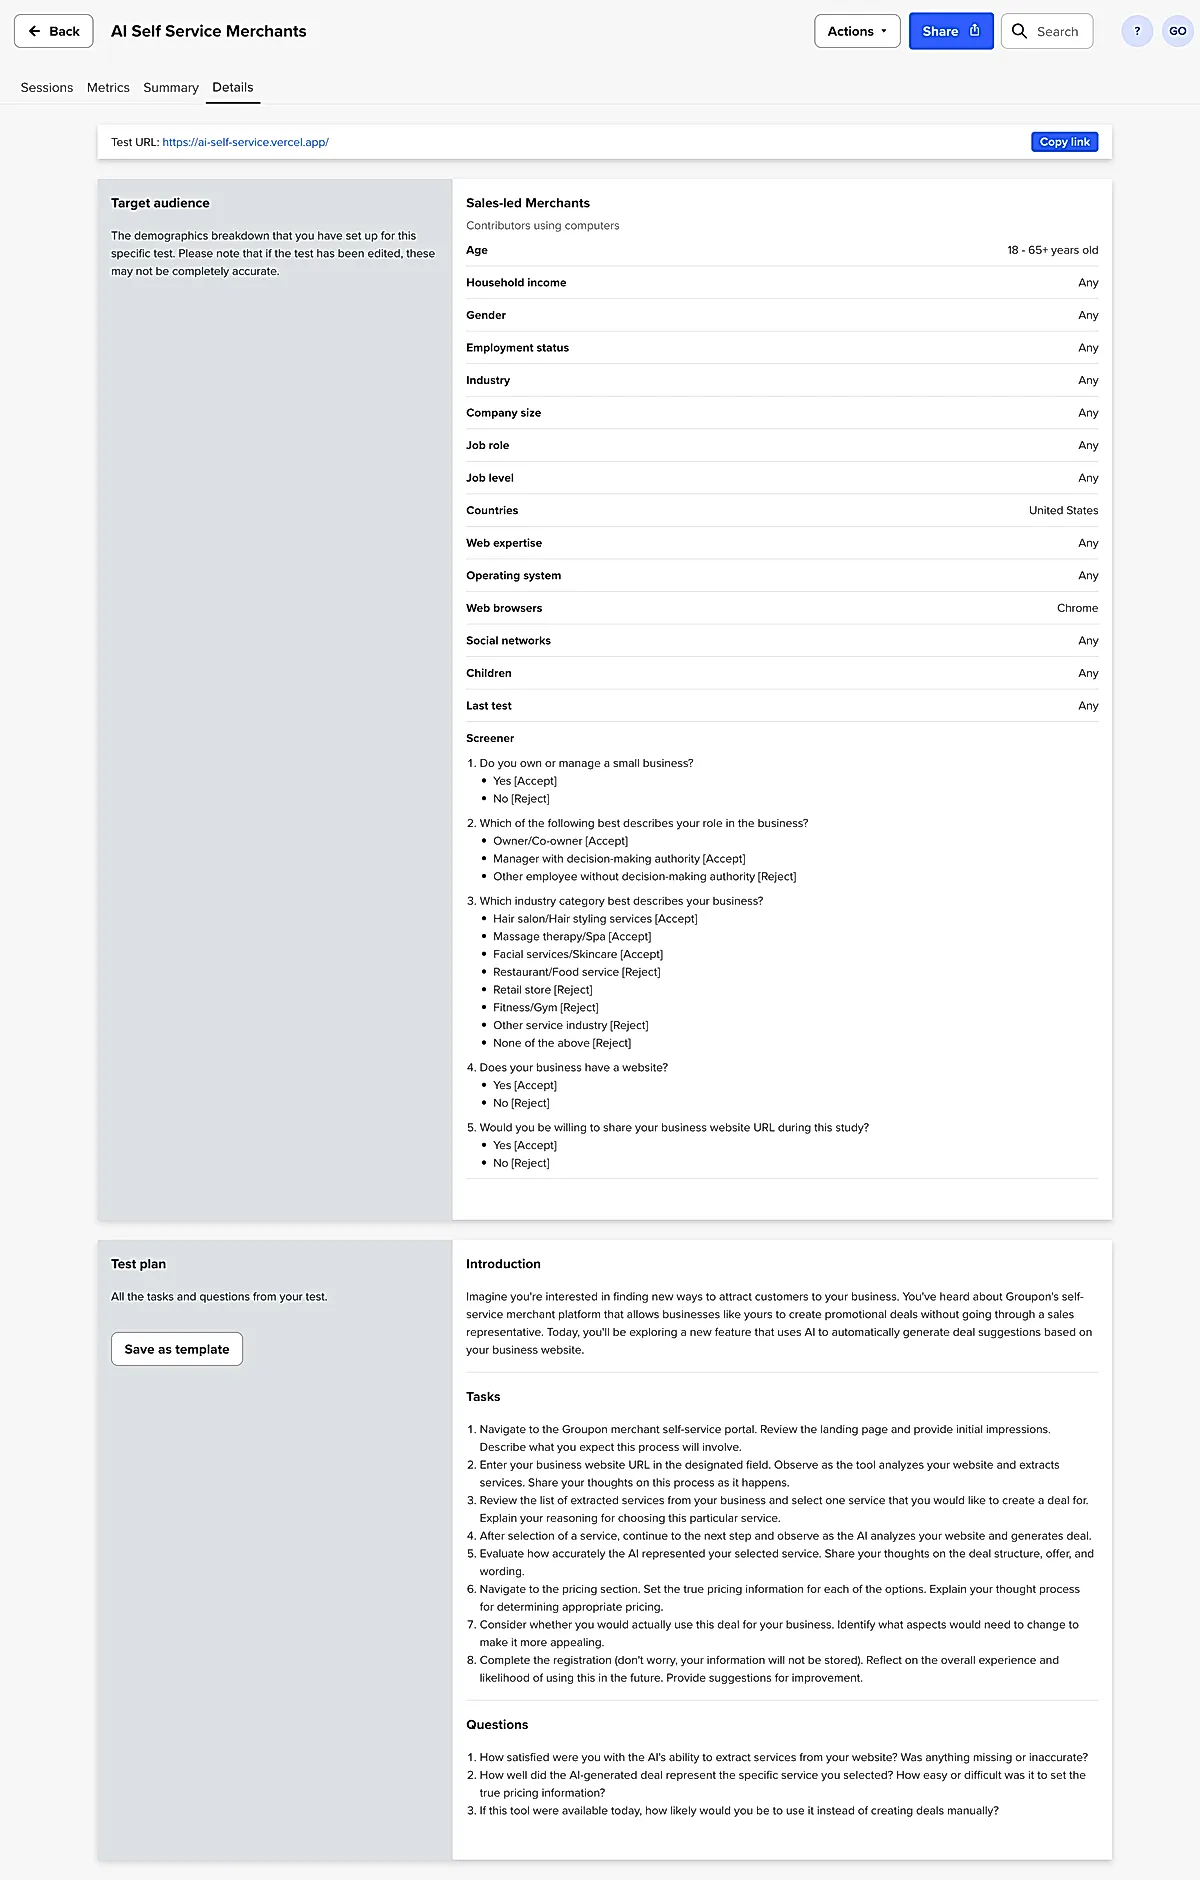 Back
AI Self Service Merchants
Actions
Share
Search
?
GO
Sessions
Metrics
Summary
Details
Test URL: https://ai-self-service.vercel.app/
Copy link
Target audience
The demographics breakdown that you have set up for this
specific test. Please note that if the test has been edited, these
may not be completely accurate.
Sales-led Merchants
Contributors using computers
Age 18 - 65+ years old
Household income Any
Gender Any
Employment status Any
Industry Any
Company size Any
Job role Any
Job level Any
Countries United States
Web expertise Any
Operating system Any
Web browsers Chrome
Social networks Any
Children Any
Last test Any
Screener
1. Do you own or manage a small business?
• Yes [Accept]
• No [Reject]
2. Which of the following best describes your role in the business?
• Owner/Co-owner [Accept]
• Manager with decision-making authority [Accept]
• Other employee without decision-making authority [Reject]
3. Which industry category best describes your business?
• Hair salon/Hair styling services [Accept]
• Massage therapy/Spa [Accept]
• Facial services/Skincare [Accept]
• Restaurant/Food service [Reject]
• Retail store [Reject]
• Fitness/Gym [Reject]
• Other service industry [Reject]
• None of the above [Reject]
4. Does your business have a website?
• Yes [Accept]
• No [Reject]
5. Would you be willing to share your business website URL during this study?
• Yes [Accept]
• No [Reject]
Test plan
All the tasks and questions from your test.
Save as template
Introduction
Imagine you're interested in finding new ways to attract customers to your business. You've heard about Groupon's self-
service merchant platform that allows businesses like yours to create promotional deals without going through a sales
representative. Today, you'll be exploring a new feature that uses AI to automatically generate deal suggestions based on
your business website.
Tasks
1. Navigate to the Groupon merchant self-service portal. Review the landing page and provide initial impressions.
Describe what you expect this process will involve.
2. Enter your business website URL in the designated field. Observe as the tool analyzes your website and extracts
services. Share your thoughts on this process as it happens.
3. Review the list of extracted services from your business and select one service that you would like to create a deal for.
Explain your reasoning for choosing this particular service.
4. After selection of a service, continue to the next step and observe as the AI analyzes your website and generates deal.
5. Evaluate how accurately the AI represented your selected service. Share your thoughts on the deal structure, offer, and
wording.
6. Navigate to the pricing section. Set the true pricing information for each of the options. Explain your thought process
for determining appropriate pricing.
7. Consider whether you would actually use this deal for your business. Identify what aspects would need to change to
make it more appealing.
8. Complete the registration (don't worry, your information will not be stored). Reflect on the overall experience and
likelihood of using this in the future. Provide suggestions for improvement.
Questions
1. How satisfied were you with the AI's ability to extract services from your website? Was anything missing or inaccurate?
2. How well did the AI-generated deal represent the specific service you selected? How easy or difficult was it to set the
true pricing information?
3. If this tool were available today, how likely would you be to use it instead of creating deals manually?